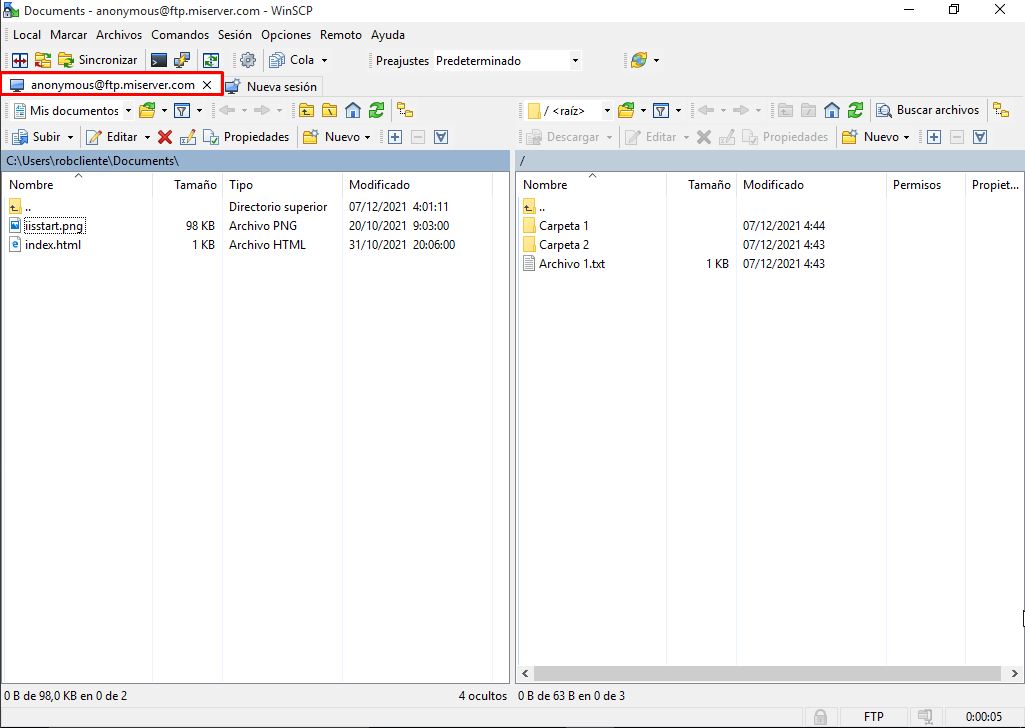 Documents - anonymous@ftp.miserver.com - WinSCP
Local Marcar Archivos Comandos Sesión Opciones Remoto Ayuda
Sincronizar Cola Preajustes Predeterminado
anonymous@ftp.miserver.com Nueva sesión
Mis documentos / <raíz> Buscar archivos
Subir Editar Propiedades Nuevo Descargar Editar Propiedades Nuevo
C:\Users\robcliente\Documents\ /
Nombre Tamaño Tipo Modificado Nombre Tamaño Modificado Permisos Propiet...
.. Directorio superior 07/12/2021 4:01:11 ..
iisstart.png 98 KB Archivo PNG 20/10/2021 9:03:00 Carpeta 1 07/12/2021 4:44
index.html 1 KB Archivo HTML 31/10/2021 20:06:00 Carpeta 2 07/12/2021 4:43
Archivo 1.txt 1 KB 07/12/2021 4:43
0 B de 98,0 KB en 0 de 2 4 ocultos 0 B de 63 B en 0 de 3
FTP 0:00:05